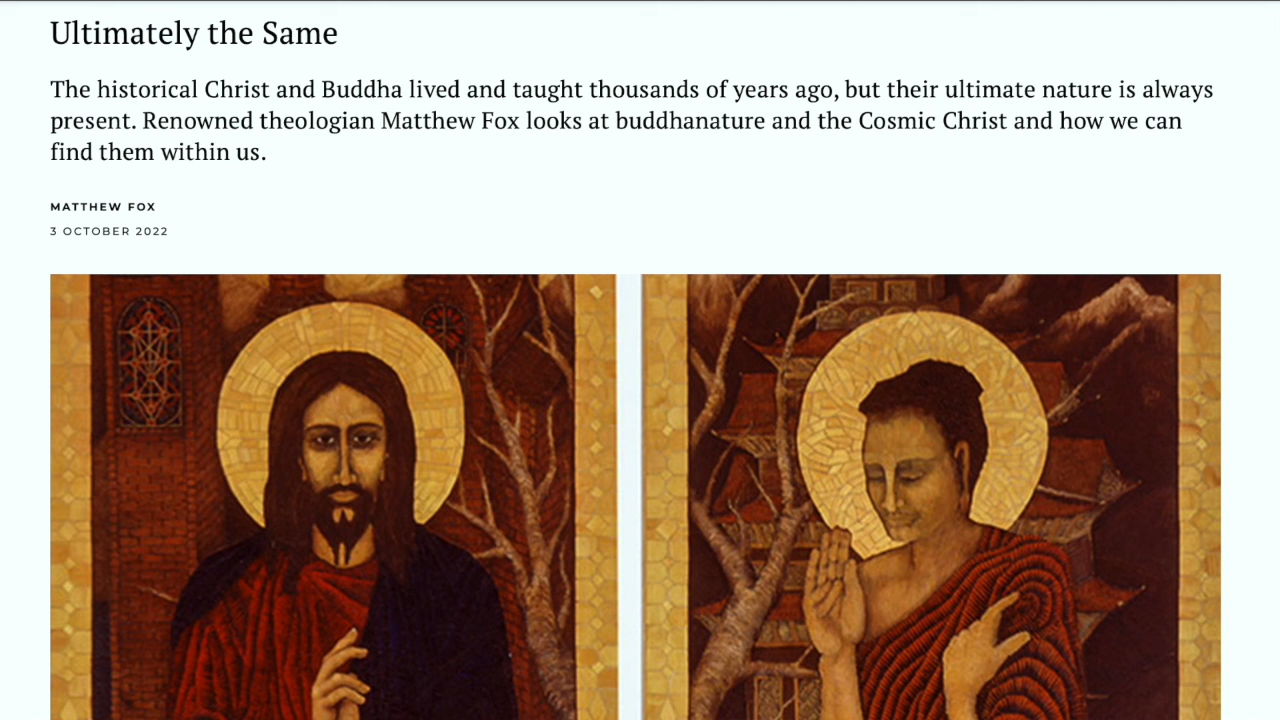 Ultimately the Same
The historical Christ and Buddha lived and taught thousands of years ago, but their ultimate nature is always
present. Renowned theologian Matthew Fox looks at buddhanature and the Cosmic Christ and how we can
find them within us.
MATTHEW FOX
3 OCTOBER 2022